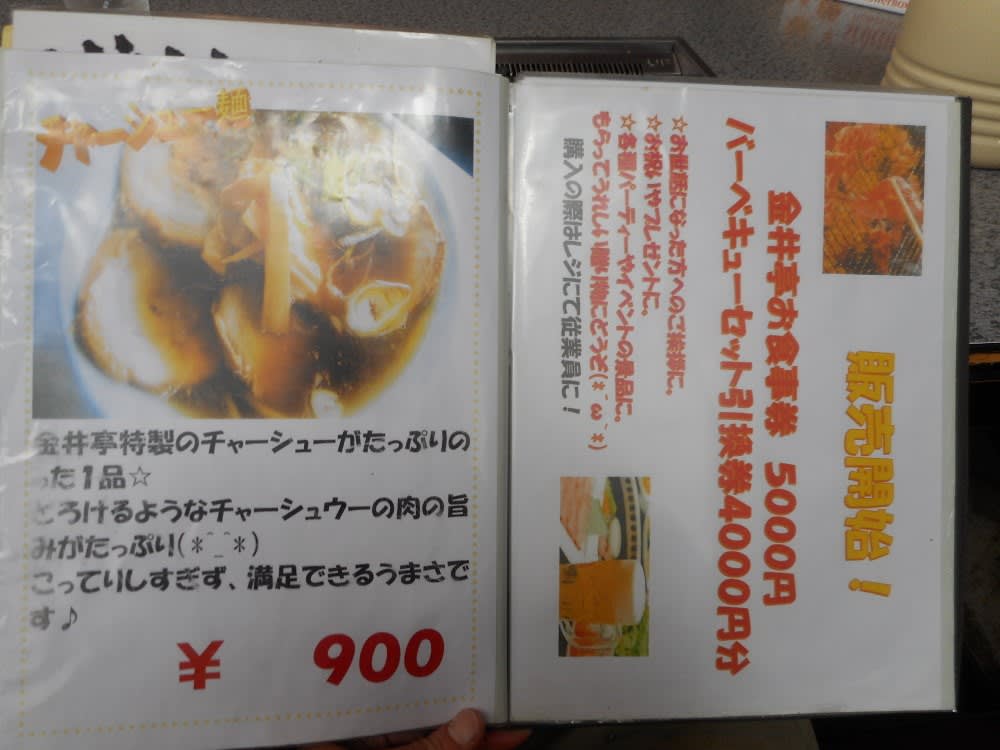 チャーシュー麺
金井亭特製のチャーシューがたっぷりの
った1品☆
とろけるようなチャーシュウーの肉の旨
みがたっぷり(*^_^*)
こってりしすぎず、満足できるうまさで
す♪
¥ 900
販売開始!
金井亭お食事券 5000円
バーベキューセット引換券4000円分
☆お世話になった方へのご挨拶に。
☆お祝いやプレゼントに。
☆各種パーティーやイベントの景品に。
もらってうれしい贈り物にどうぞ(*´ω`*)
購入の際はレジにて従業員に!